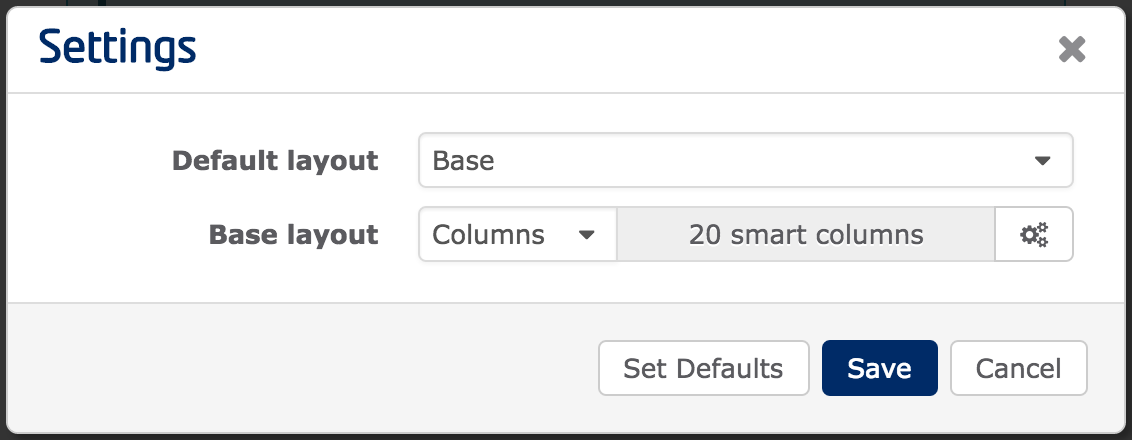 Settings
Default layout Base
Base layout Columns 20 smart columns
Set Defaults Save Cancel